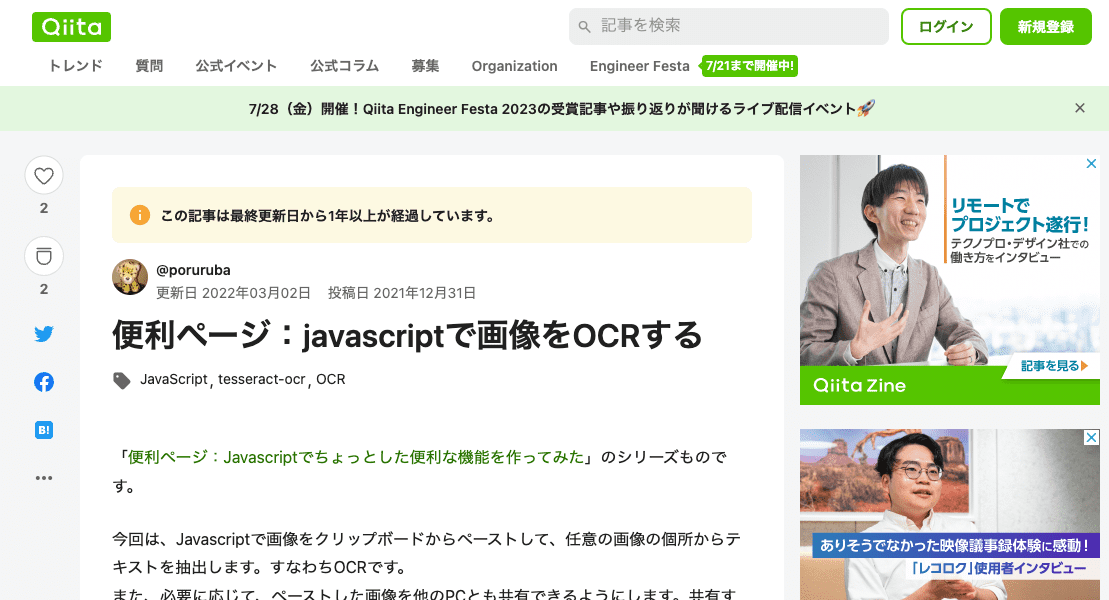 Qiita
記事を検索
ログイン
新規登録
トレンド
質問
公式イベント
公式コラム
募集
Organization
Engineer Festa
7/21まで開催中!
7/28（金）開催！Qiita Engineer Festa 2023の受賞記事や振り返りが聞けるライブ配信イベント🚀
2
2
B!
この記事は最終更新日から1年以上が経過しています。
@poruruba
更新日 2022年03月02日 投稿日 2021年12月31日
便利ページ：javascriptで画像をOCRする
JavaScript , tesseract-ocr , OCR
「便利ページ：Javascriptでちょっとした便利な機能を作ってみた」のシリーズもので
す。
今回は、Javascriptで画像をクリップボードからペーストして、任意の画像の個所からテ
キストを抽出します。すなわちOCRです。
また、必要に応じて、ペーストした画像を他のPCとも共有できるようにします。共有す
リモートで
プロジェクト遂行！
テクノプロ・デザイン社での
働き方をインタビュー
記事を見る
Qiita Zine
ありそうでなかった映像議事録体験に感動！
「レコロク」使用者インタビュー